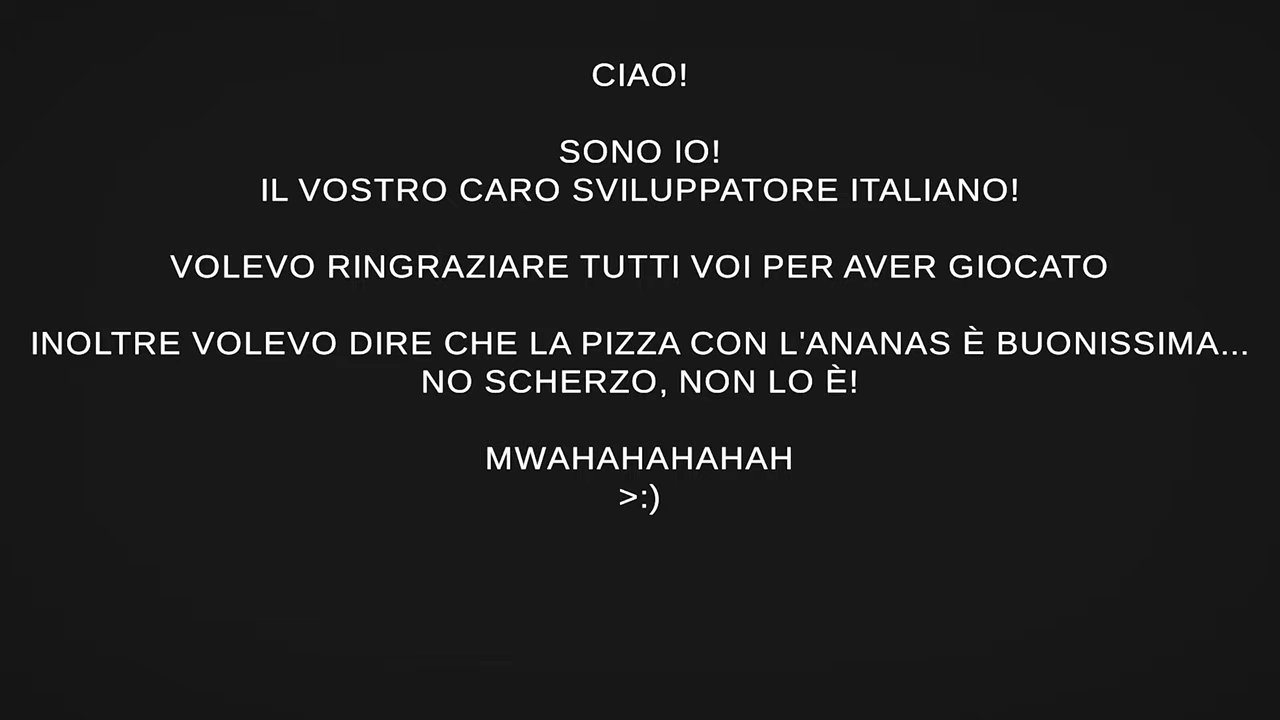 CIAO!
SONO IO!
IL VOSTRO CARO SVILUPPATORE ITALIANO!
VOLEVO RINGRAZIARE TUTTI VOI PER AVER GIOCATO
INOLTRE VOLEVO DIRE CHE LA PIZZA CON L'ANANAS È BUONISSIMA...
NO SCHERZO, NON LO È!
MWAHAHAHAHAH
>:)